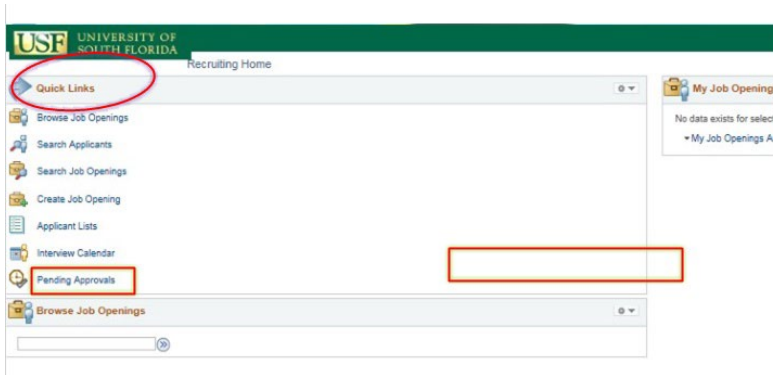 USF UNIVERSITY OF
SOUTH FLORIDA
Recruiting Home
Quick Links
Browse Job Openings
Search Applicants
Search Job Openings
Create Job Opening
Applicant Lists
Interview Calendar
Pending Approvals
Browse Job Openings
My Job Opening
No data exists for selec
My Job Openings A